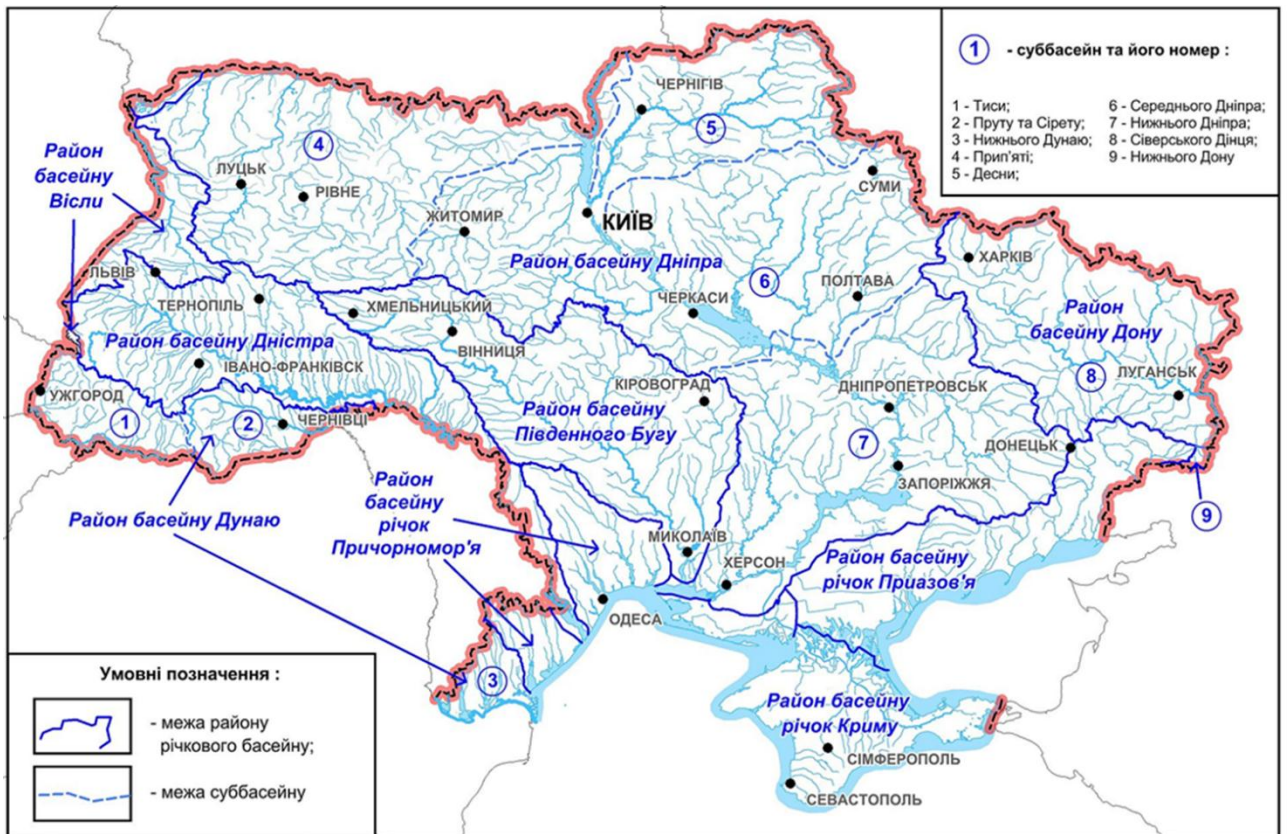 1 - суббасейн та його номер :
1 - Тиси;
2 - Пруту та Сірету;
3 - Нижнього Дунаю;
4 - Прип'яті;
5 - Десни;
6 - Середнього Дніпра;
7 - Нижнього Дніпра;
8 - Сіверського Дінця;
9 - Нижнього Дону
ЧЕРНІГІВ
5
4
Район
басейну
Вісли
ЛУЦЬК
РІВНЕ
СУМИ
ЖИТОМИР
КИЇВ
Район басейну Дніпра
ХАРКІВ
ЛЬВІВ
ТЕРНОПІЛЬ
ХМЕЛЬНИЦЬКИЙ
ЧЕРКАСИ
6
ПОЛТАВА
Район
басейну Дону
Район басейну Дністра
ВІННИЦЯ
ІВАНО-ФРАНКІВСК
КІРОВОГРАД
ДНІПРОПЕТРОВСЬК
8
ЛУГАНСЬК
УЖГОРОД
1
2
ЧЕРНІВЦІ
Район басейну
Південного Бугу
7
ДОНЕЦЬК
ЗАПОРІЖЖЯ
9
Район басейну Дунаю
Район
басейну
річок
Причорномор'я
МИКОЛАЇВ
ХЕРСОН
Район басейну
річок Приазов'я
ОДЕСА
3
Район басейну
річок Криму
СІМФЕРОПОЛЬ
СЕВАСТОПОЛЬ
Умовні позначення :
- межа району
річкового басейну;
- межа суббасейну